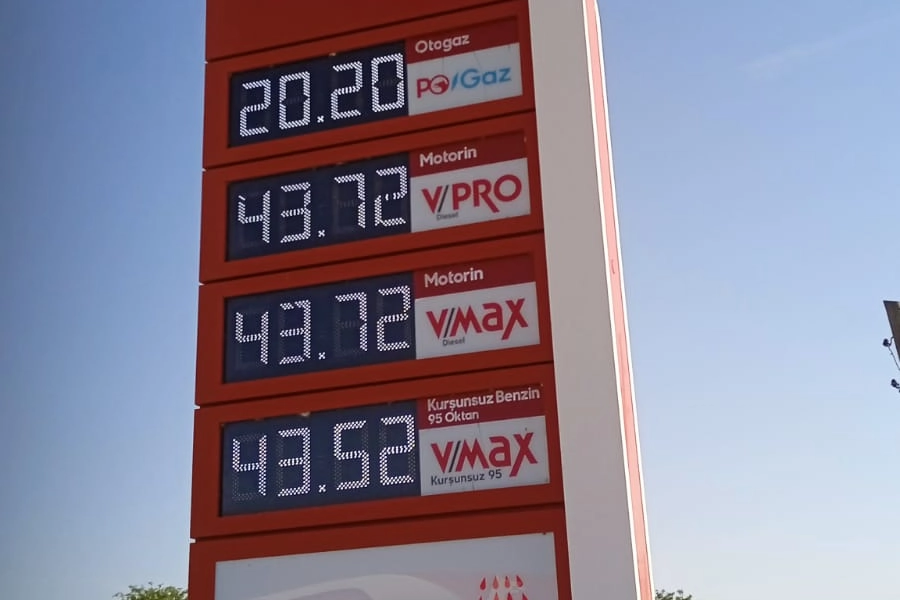 20.20
Otogaz
PO/Gaz
43.72
Motorin
V/PRO
Diesel
43.72
Motorin
V/max
Diesel
43.52
Kurşunsuz Benzin
95 Oktan
V/max
Kurşunsuz 95